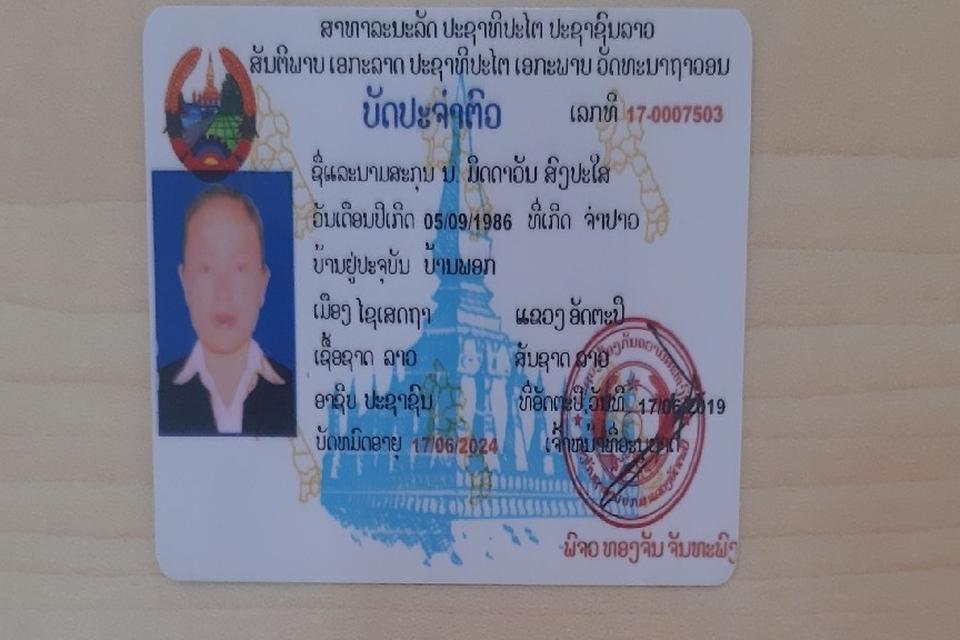 ສາທາລະນະລັດ ປະຊາທິປະໄຕ ປະຊາຊົນລາວ
ສັນຕິພາບ ເອກະລາດ ປະຊາທິປະໄຕ ເອກະພາບ ວັດທະນາຖາວອນ
ບັດປະຈຳຕົວ ເລກທີ 17-0007503
ຊື່ແລະນາມສະກຸນ ນ. ມິດດາວັນ ສົງປະໃສ
ວັນເດືອນປີເກີດ 05/09/1986 ທີ່ເກີດ ຈຳປາວ
ບ້ານຢູ່ປະຈຸບັນ ບ້ານພອກ
ເມືອງ ໄຊເສດຖາ ແຂວງ ອັດຕະປື
ເຊື້ອຊາດ ລາວ ສັນຊາດ ລາວ
ອາຊີບ ປະຊາຊົນ ທີ່ອັດຕະປື,ວັນທີ 17/06/2019
ບັດຫມົດອາຍຸ 17/06/2024 ເຈົ້າຫນ້າທີ່ອະນຸຍາດ
ພົຈວ ທອງຈັນ ຈັນທະພົງ